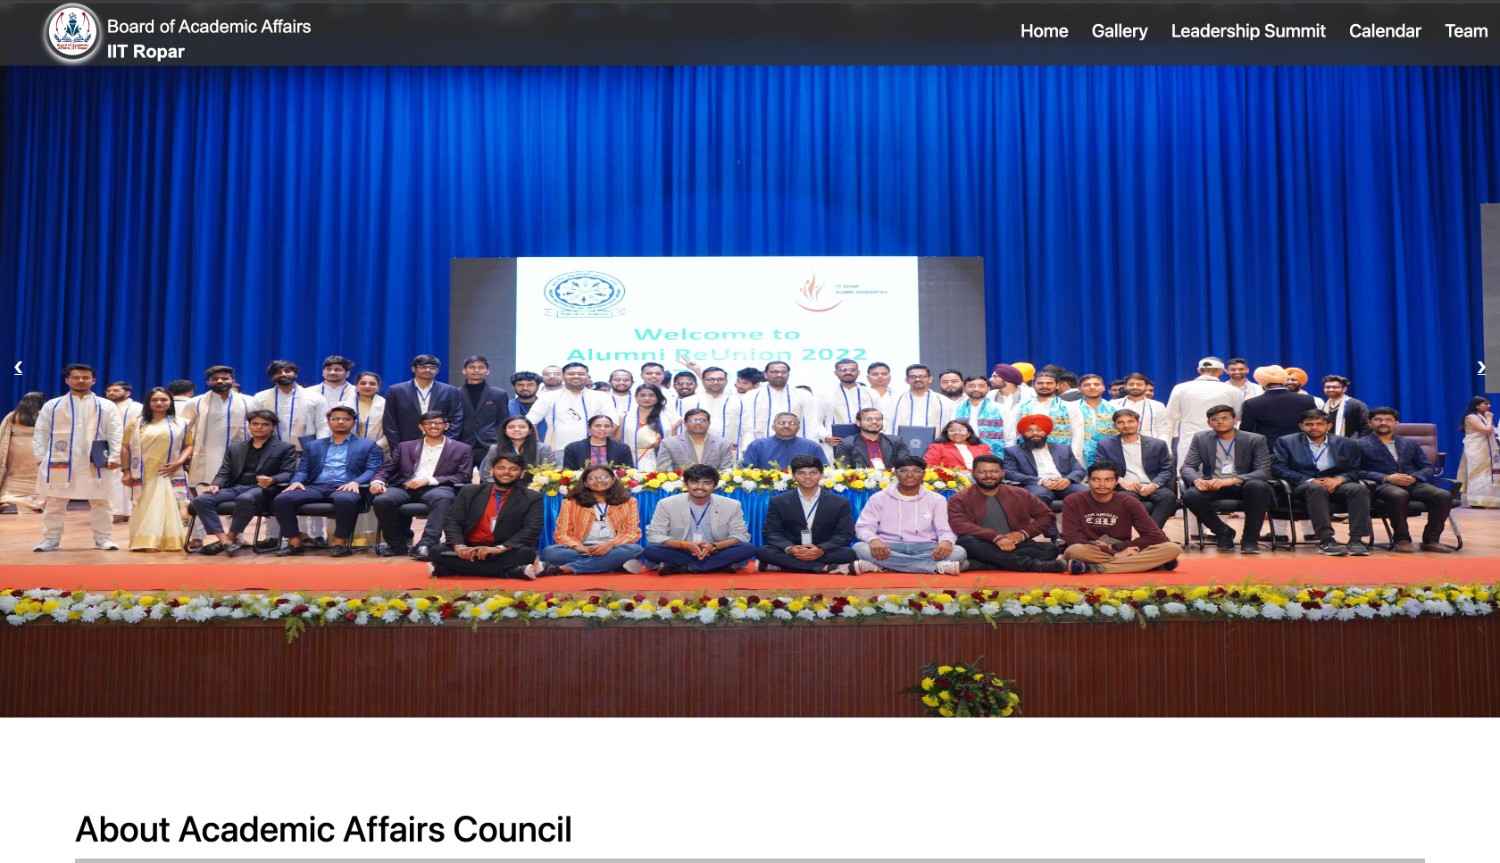 Board of Academic Affairs
IIT Ropar
Home Gallery Leadership Summit Calendar Team
Welcome to
Alumni ReUnion 2022
About Academic Affairs Council